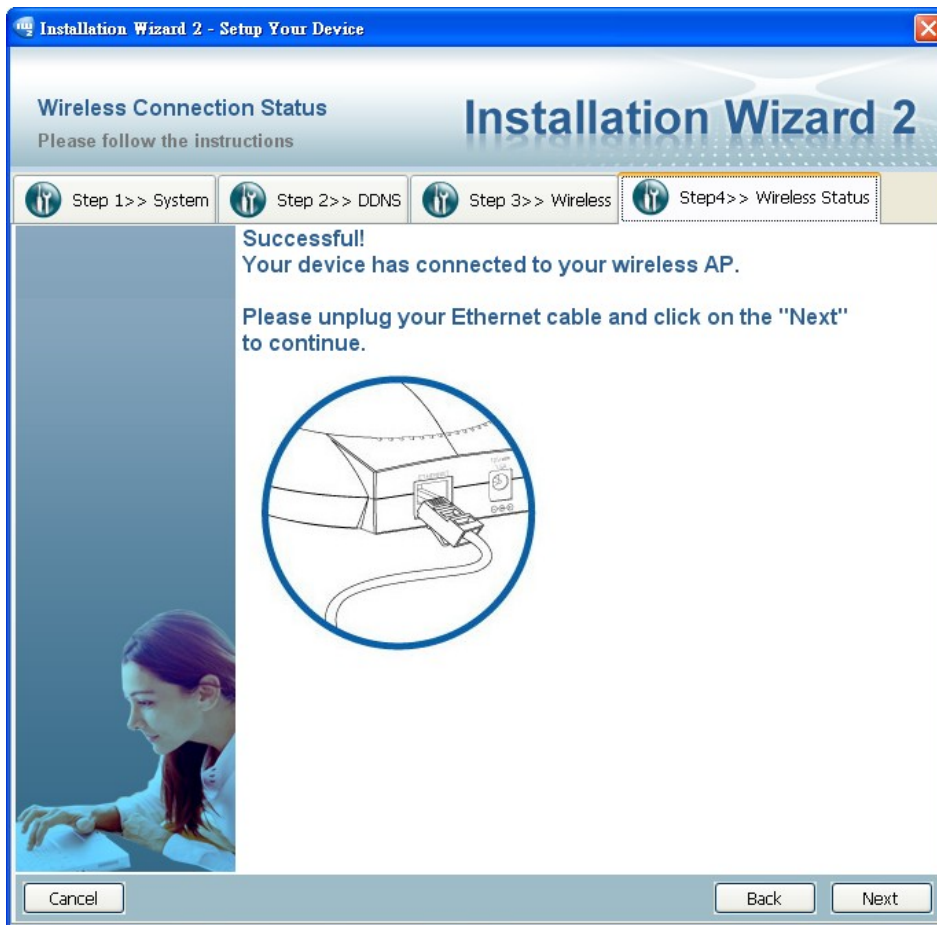 Installation Wizard 2 - Setup Your Device
Wireless Connection Status
Please follow the instructions
Installation Wizard 2
Step 1>> System
Step 2>> DDNS
Step 3>> Wireless
Step4>> Wireless Status
Successful!
Your device has connected to your wireless AP.
Please unplug your Ethernet cable and click on the "Next"
to continue.
ETHERNET
Cancel
Back
Next